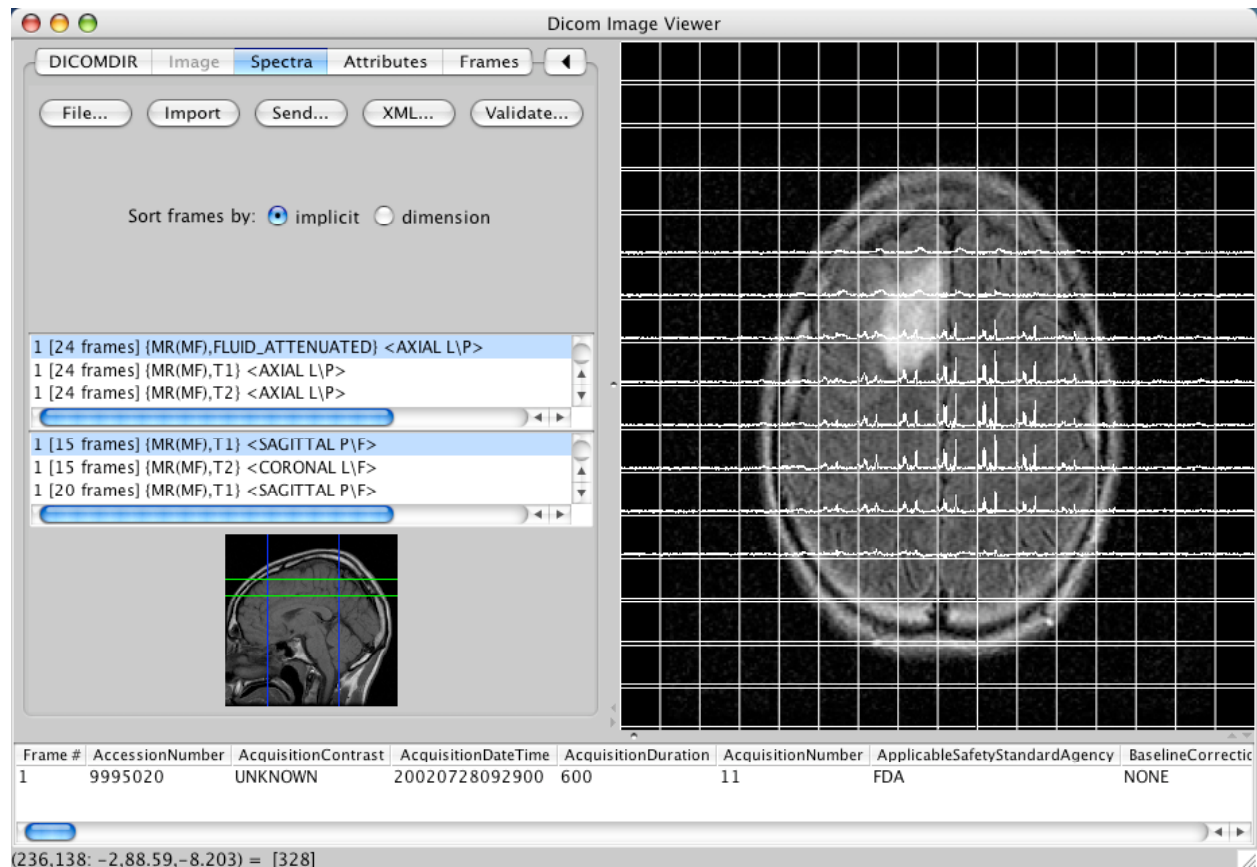 Dicom Image Viewer
DICOMDIR Image Spectra Attributes Frames
File... Import Send... XML... Validate...
Sort frames by: implicit dimension
1 [24 frames] {MR(MF),FLUID_ATTENUATED} <AXIAL L\P>
1 [24 frames] {MR(MF),T1} <AXIAL L\P>
1 [24 frames] {MR(MF),T2} <AXIAL L\P>
1 [15 frames] {MR(MF),T1} <SAGITTAL P\F>
1 [15 frames] {MR(MF),T2} <CORONAL L\F>
1 [20 frames] {MR(MF),T1} <SAGITTAL P\F>
Frame # AccessionNumber AcquisitionContrast AcquisitionDateTime AcquisitionDuration AcquisitionNumber ApplicableSafetyStandardAgency BaselineCorrectic
1 9995020 UNKNOWN 20020728092900 600 11 FDA NONE
(236,138: -2,88.59,-8.203) = [328]